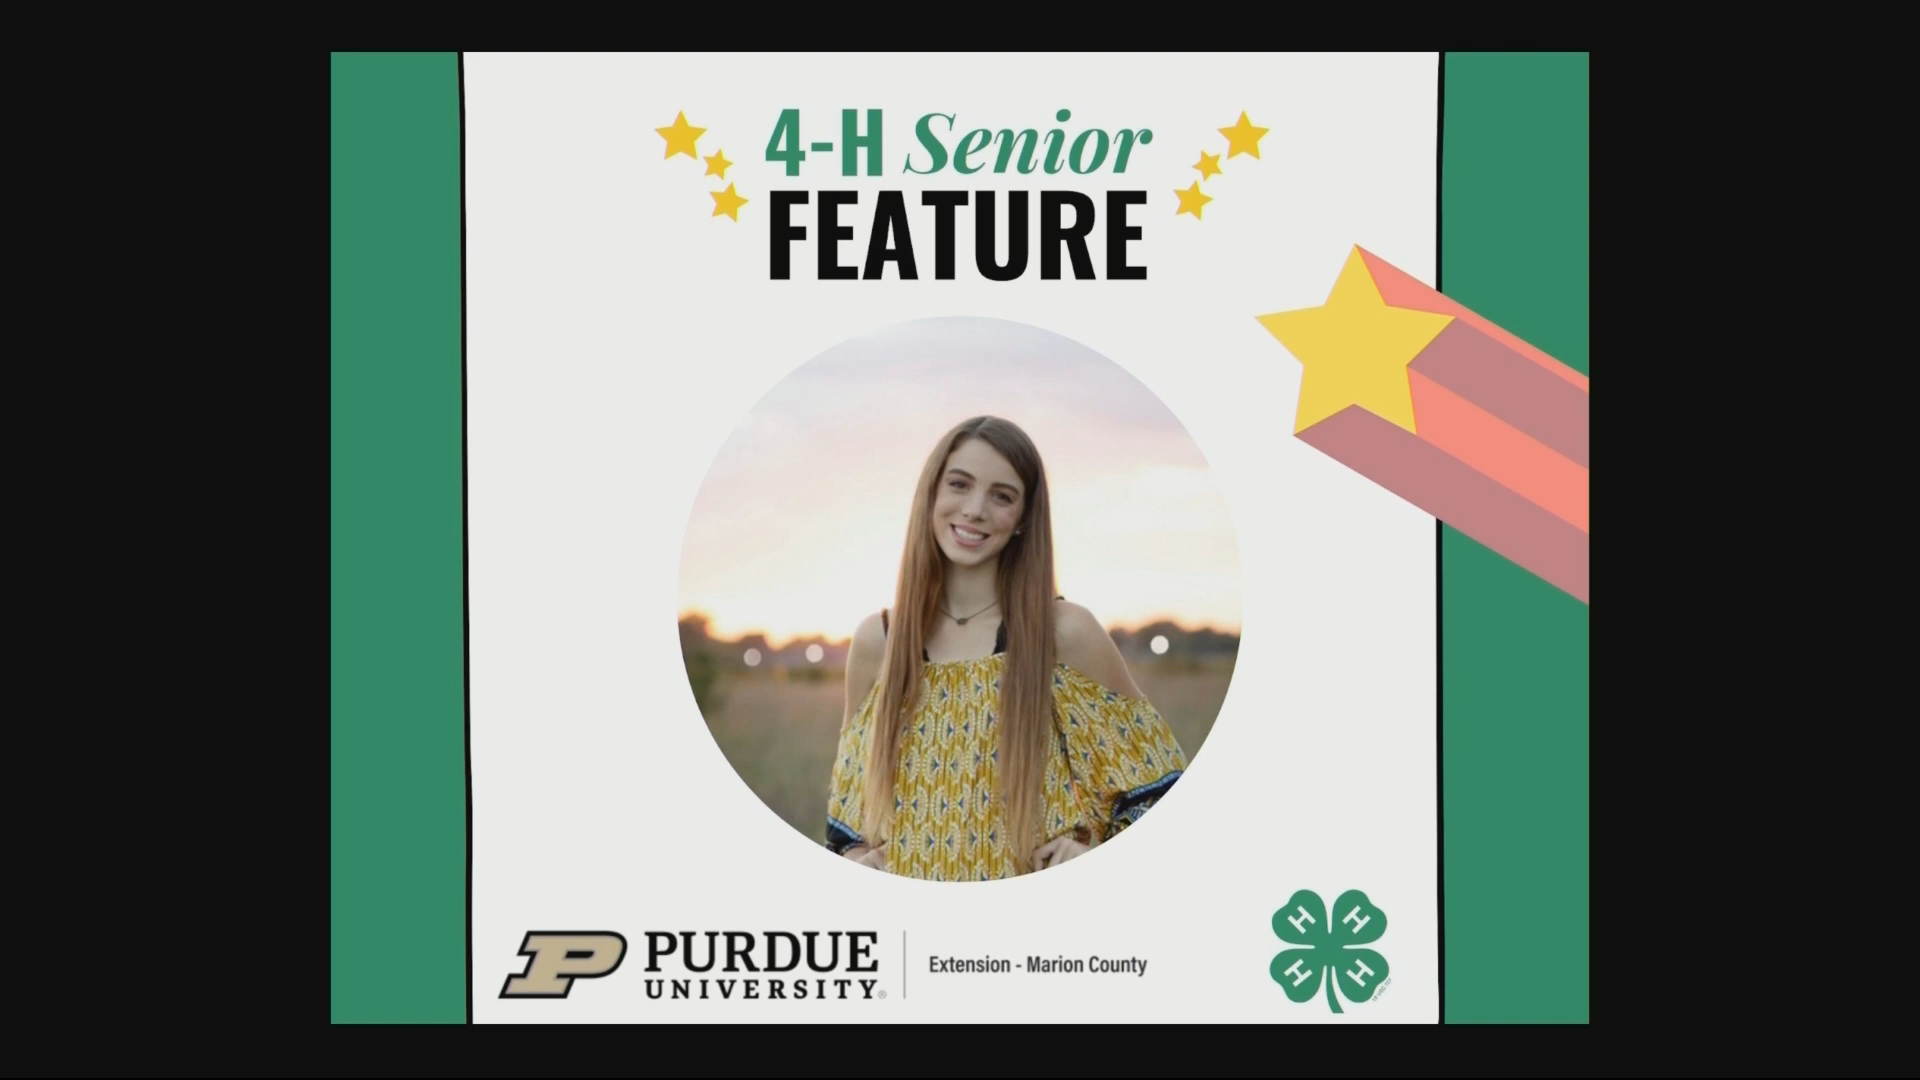 4-H Senior
FEATURE
PURDUE
UNIVERSITY®
Extension - Marion County
H H
H H